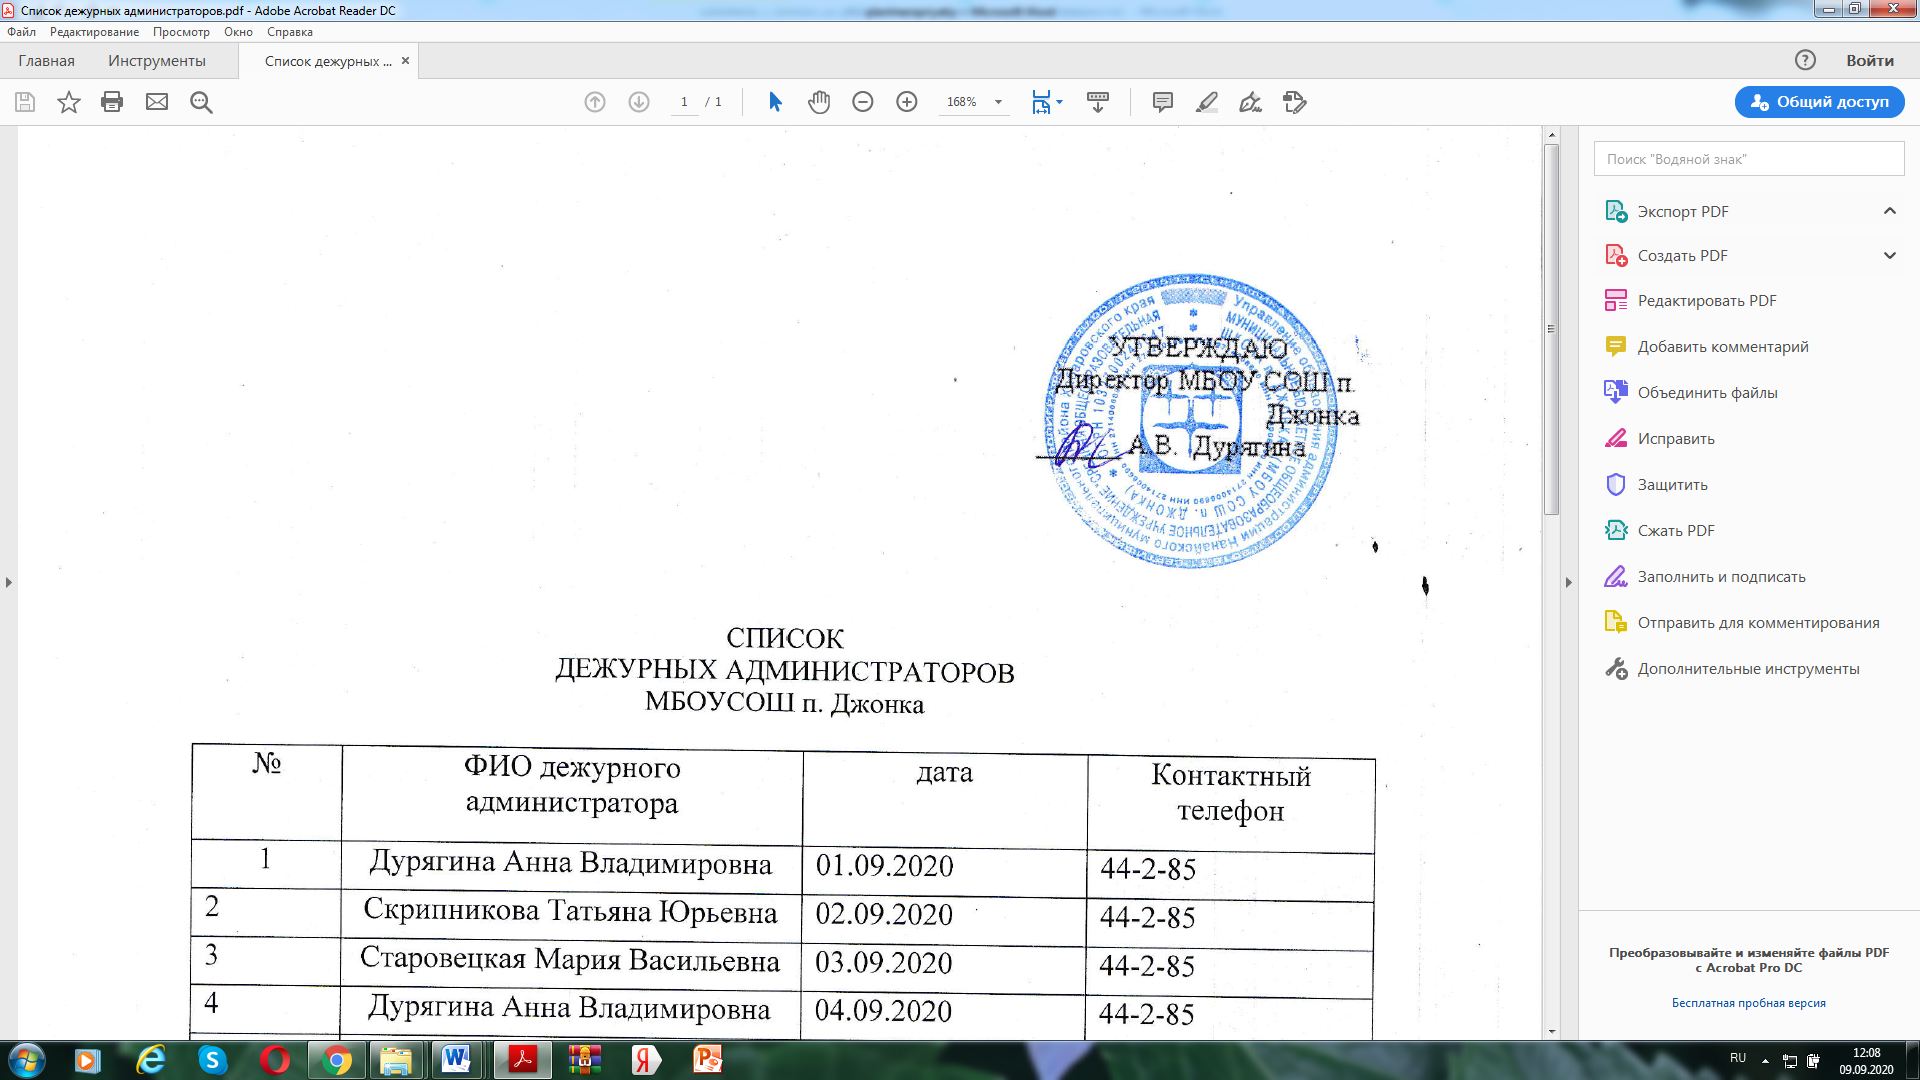 Список дежурных администраторов.pdf - Adobe Acrobat Reader DC
Файл Редактирование Просмотр Окно Справка
Главная Инструменты Список дежурных ... × Войти
1 / 1 168% Общий доступ
Поиск "Водяной знак"
Экспорт PDF
Создать PDF
Редактировать PDF
Добавить комментарий
Объединить файлы
Исправить
Защитить
Сжать PDF
Заполнить и подписать
Отправить для комментирования
Дополнительные инструменты
Преобразовывайте и изменяйте файлы PDF
с Acrobat Pro DC
Бесплатная пробная версия
УТВЕРЖДАЮ
Директор МБОУ СОШ п.
Джонка
А.В. Дурягина
СПИСОК
ДЕЖУРНЫХ АДМИНИСТРАТОРОВ
МБОУСОШ п. Джонка
№ ФИО дежурного администратора дата Контактный телефон
1 Дурягина Анна Владимировна 01.09.2020 44-2-85
2 Скрипникова Татьяна Юрьевна 02.09.2020 44-2-85
3 Старовецкая Мария Васильевна 03.09.2020 44-2-85
4 Дурягина Анна Владимировна 04.09.2020 44-2-85
RU 12:08
09.09.2020